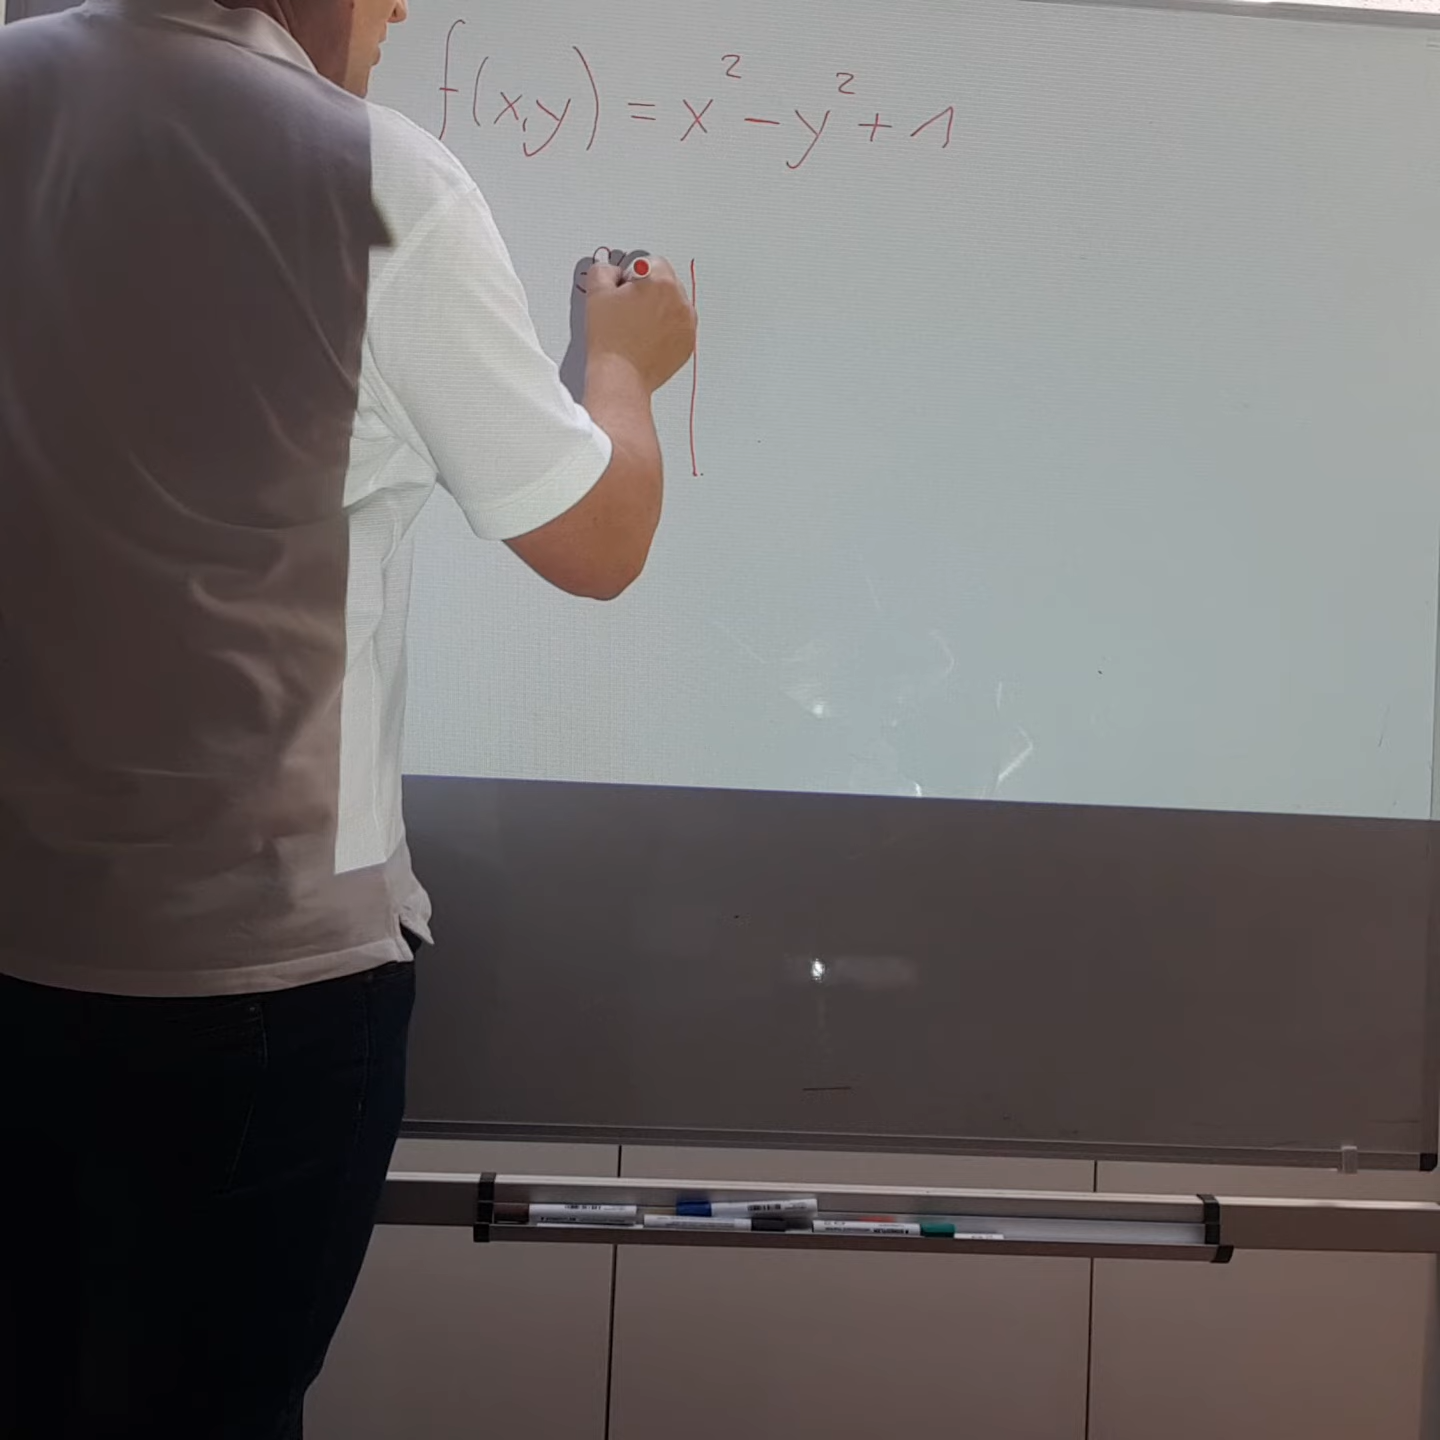 f(x,y) = x² - y² + 1